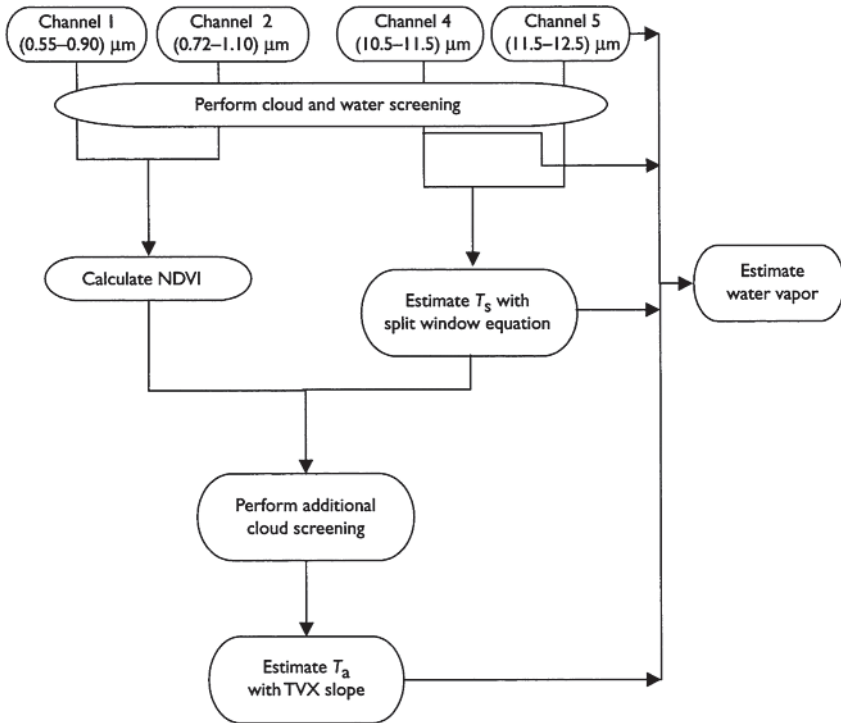 Channel 1
(0.55–0.90) μm
Channel 2
(0.72–1.10) μm
Channel 4
(10.5–11.5) μm
Channel 5
(11.5–12.5) μm
Perform cloud and water screening
Calculate NDVI
Estimate Ts with
split window equation
Estimate
water vapor
Perform additional
cloud screening
Estimate Ta
with TVX slope